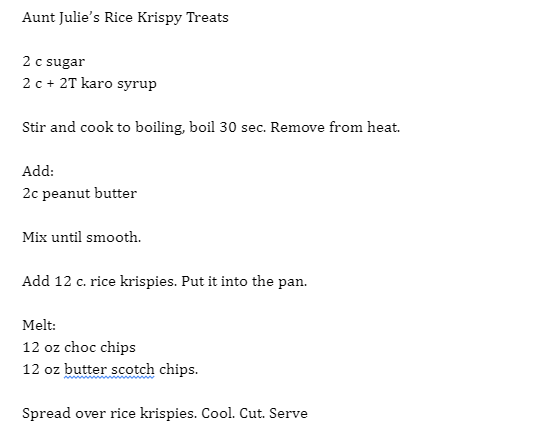 Aunt Julie’s Rice Krispy Treats
2 c sugar
2 c + 2T karo syrup
Stir and cook to boiling, boil 30 sec. Remove from heat.
Add:
2c peanut butter
Mix until smooth.
Add 12 c. rice krispies. Put it into the pan.
Melt:
12 oz choc chips
12 oz butter scotch chips.
Spread over rice krispies. Cool. Cut. Serve